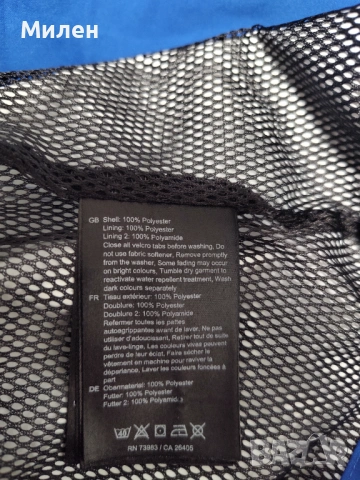 Милен
GB Shell: 100% Polyester
Lining: 100% Polyester
Lining 2: 100% Polyamide
Close all velcro tabs before washing, Do
not use fabric softener, Remove promptly
from the washer, Some fading may occur
on bright colours, Tumble dry garment to
reactivate water repellent treatment, Wash
dark colours separately
FR Tissu extérieur: 100% Polyester
Doublure: 100% Polyester
Doublure 2: 100% Polyamide
Refermer toutes les pattes
autoagrippantes avant de laver, Ne pas
utiliser d'assouplissant, Retirer tout de suite
du lave-linge, Les couleurs vives peuvent
perdre de leur éclat, Faire sécher le
vêtement en machine pour réactiver la
déperlance, Laver les couleurs foncées à
part.
DE Obermaterial: 100% Polyester
Futter: 100% Polyester
Futter 2: 100% Polyamid
RN 73983 / CA 26405